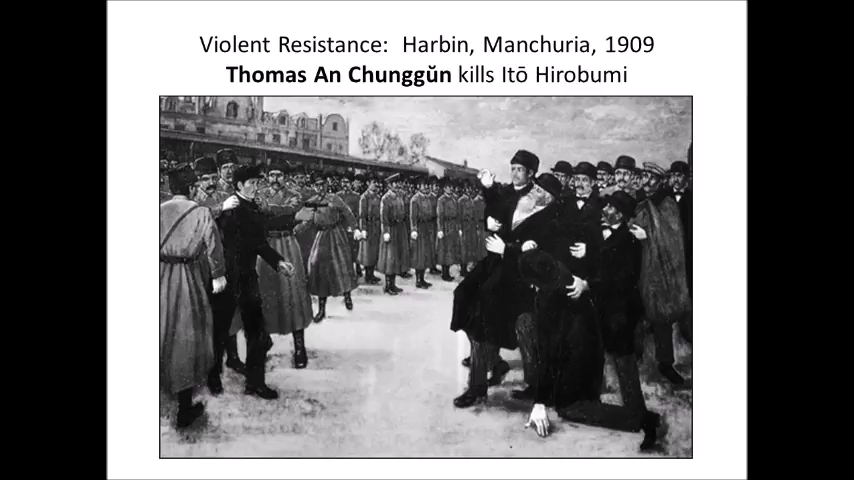 Violent Resistance:  Harbin, Manchuria, 1909
Thomas An Chunggŭn kills Itō Hirobumi